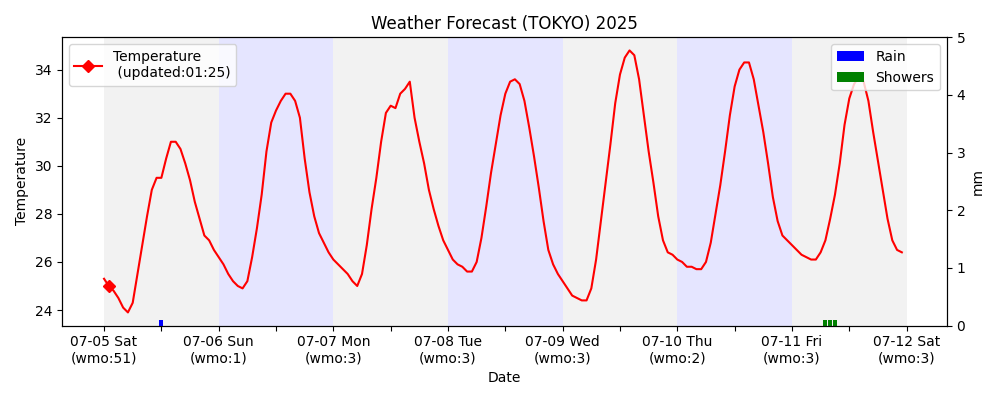 Weather Forecast (TOKYO) 2025
Temperature
(updated:01:25)
Rain
Showers
Temperature
34
32
30
28
26
24
5
4
3
2
1
0
mm
07-05 Sat 07-06 Sun 07-07 Mon 07-08 Tue 07-09 Wed 07-10 Thu 07-11 Fri 07-12 Sat
(wmo:51) (wmo:1) (wmo:3) (wmo:3) (wmo:3) (wmo:2) (wmo:3) (wmo:3)
Date